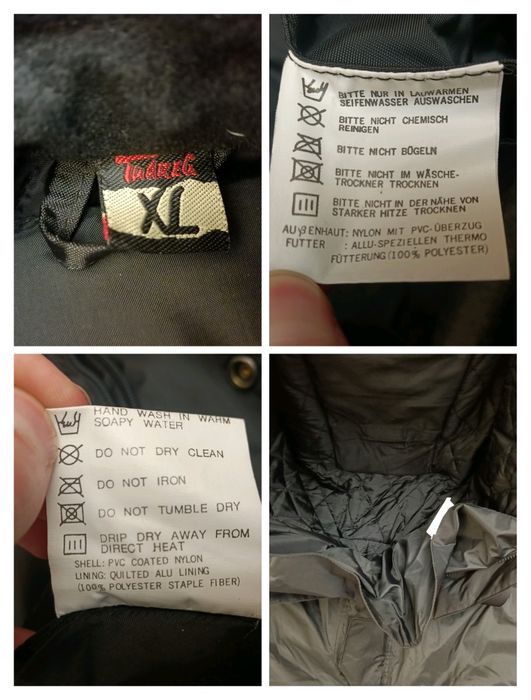 TUAREG
XL
BITTE NUR IN LAUWARMEN
SEIFENWASSER AUSWASCHEN
BITTE NICHT CHEMISCH
REINIGEN
BITTE NICHT BÜGELN
BITTE NICHT IM WÄSCHE-
TROCKNER TROCKNEN
BITTE NICHT IN DER NÄHE VON
STARKER HITZE TROCKNEN
AUßENHAUT: NYLON MIT PVC-ÜBERZUG
FUTTER : ALLU-SPEZIELLEN THERMO
FÜTTERUNG (100% POLYESTER)
HAND WASH IN WARM
SOAPY WATER
DO NOT DRY CLEAN
DO NOT IRON
DO NOT TUMBLE DRY
DRIP DRY AWAY FROM
DIRECT HEAT
SHELL: PVC COATED NYLON
LINING: QUILTED ALU LINING
(100% POLYESTER STAPLE FIBER)